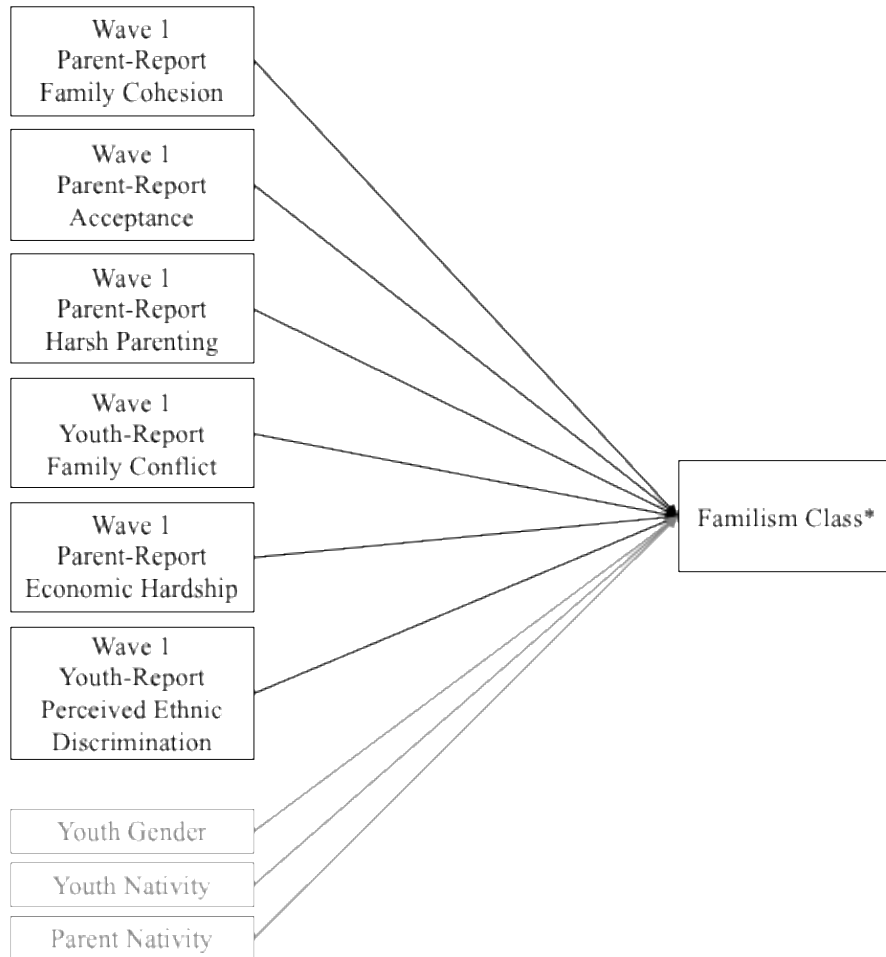 Wave 1
Parent-Report
Family Cohesion
Wave 1
Parent-Report
Acceptance
Wave 1
Parent-Report
Harsh Parenting
Wave 1
Youth-Report
Family Conflict
Wave 1
Parent-Report
Economic Hardship
Wave 1
Youth-Report
Perceived Ethnic
Discrimination
Youth Gender
Youth Nativity
Parent Nativity
Familism Class*